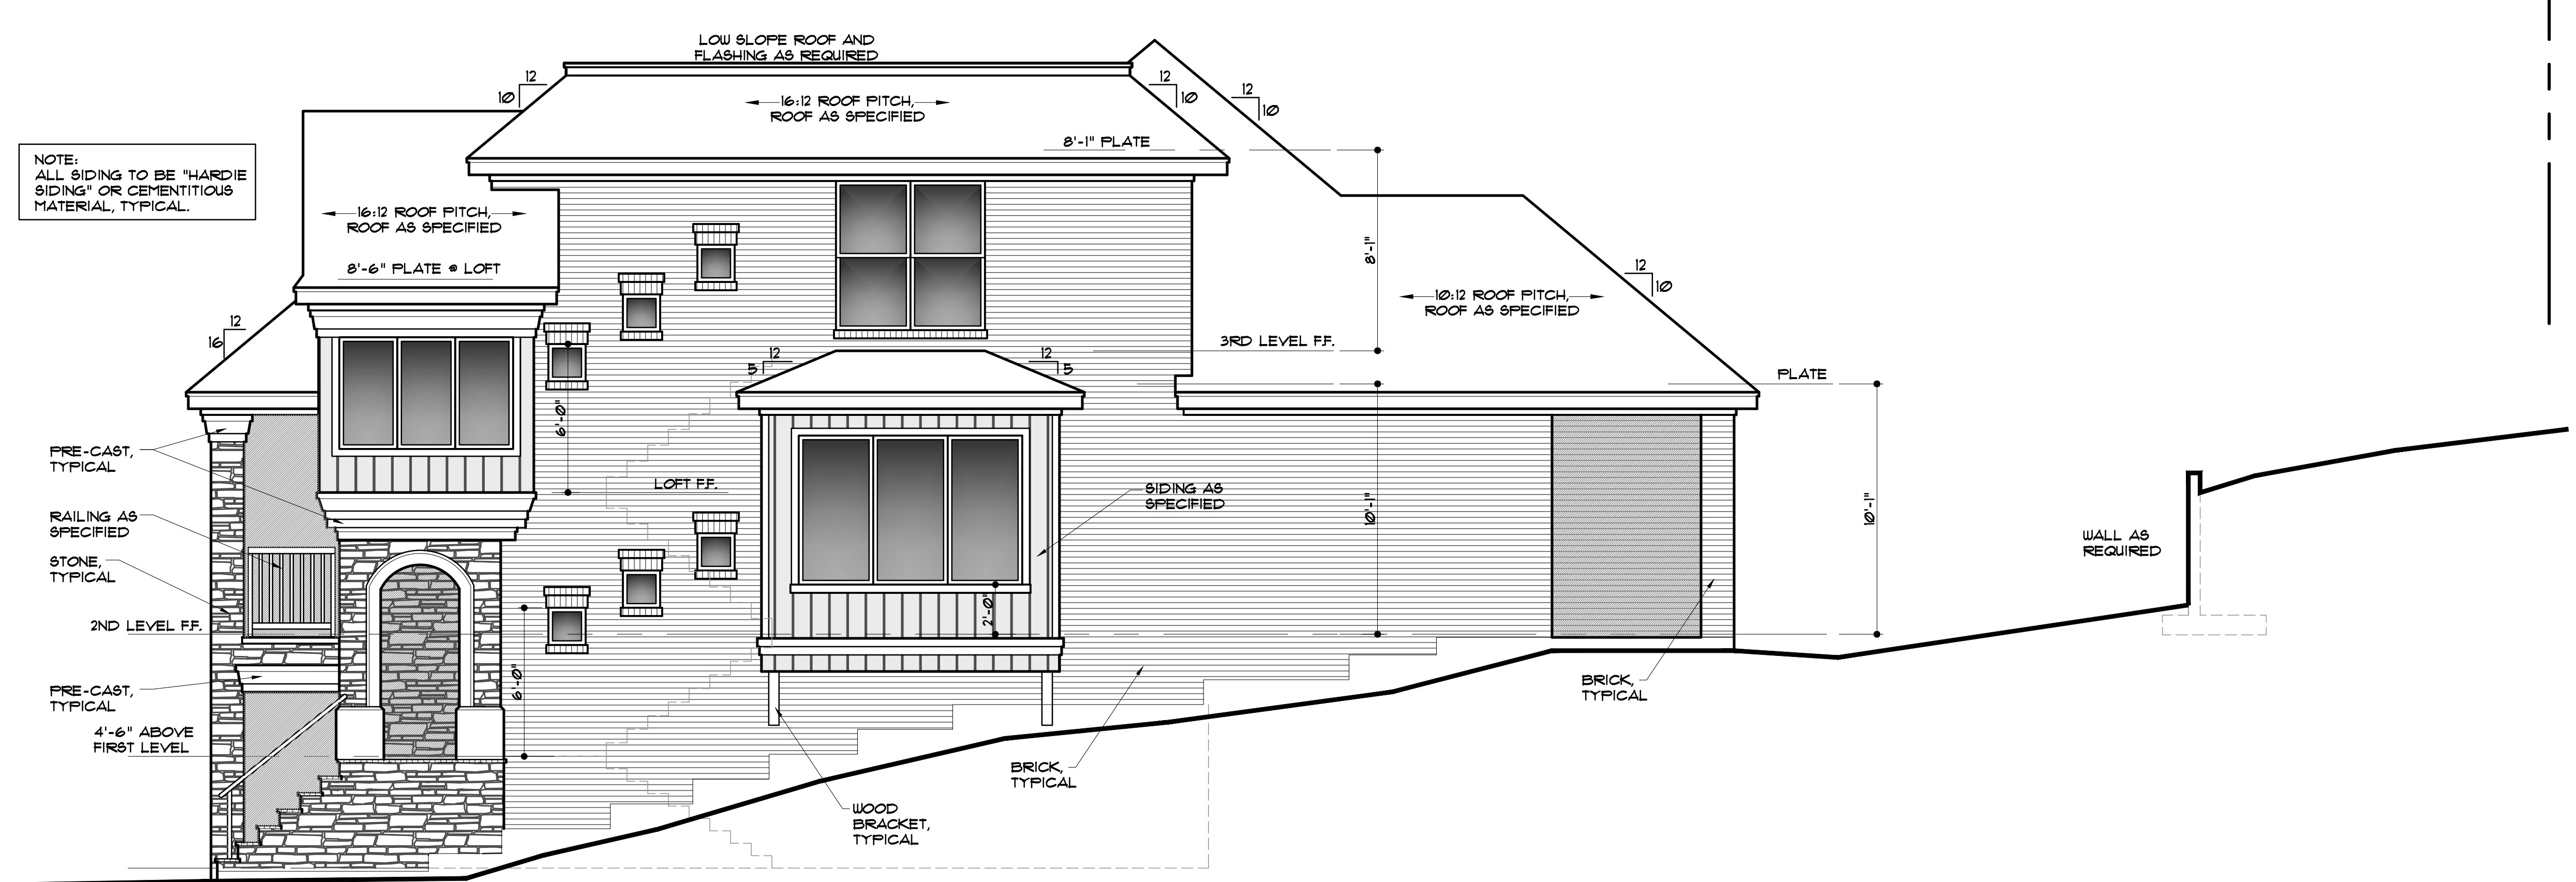 LOW SLOPE ROOF AND
FLASHING AS REQUIRED
12
10
12
10
12
10
16:12 ROOF PITCH,
ROOF AS SPECIFIED
8'-1" PLATE
NOTE:
ALL SIDING TO BE "HARDIE
SIDING" OR CEMENTITIOUS
MATERIAL, TYPICAL.
16:12 ROOF PITCH,
ROOF AS SPECIFIED
8'-6" PLATE @ LOFT
8'-1"
12
10
10:12 ROOF PITCH,
ROOF AS SPECIFIED
12
16
3RD LEVEL F.F.
12
5
12
5
PLATE
6'-0"
PRE-CAST,
TYPICAL
LOFT F.F.
SIDING AS
SPECIFIED
10'-1"
10'-1"
RAILING AS
SPECIFIED
WALL AS
REQUIRED
STONE,
TYPICAL
2'-0"
2ND LEVEL F.F.
6'-0"
PRE-CAST,
TYPICAL
BRICK,
TYPICAL
4'-6" ABOVE
FIRST LEVEL
BRICK,
TYPICAL
WOOD
BRACKET,
TYPICAL